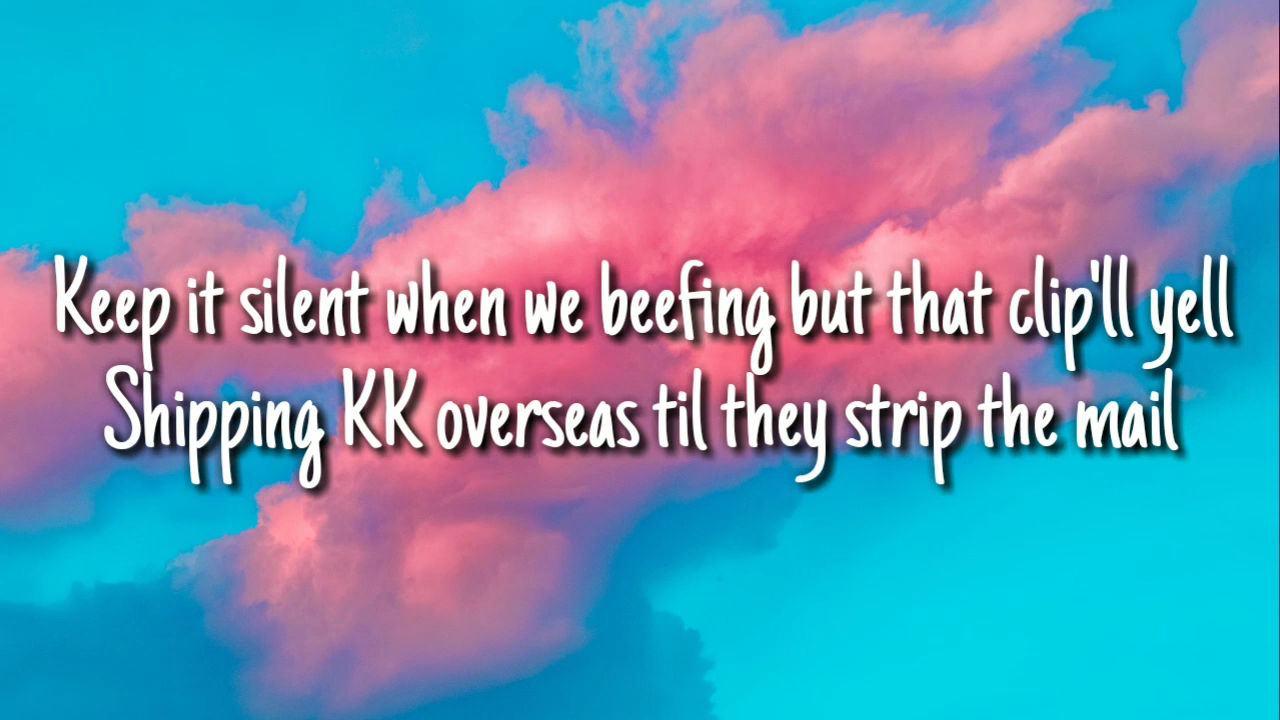 Keep it silent when we beefing but that clip'll yell
Shipping KK overseas til they strip the mail